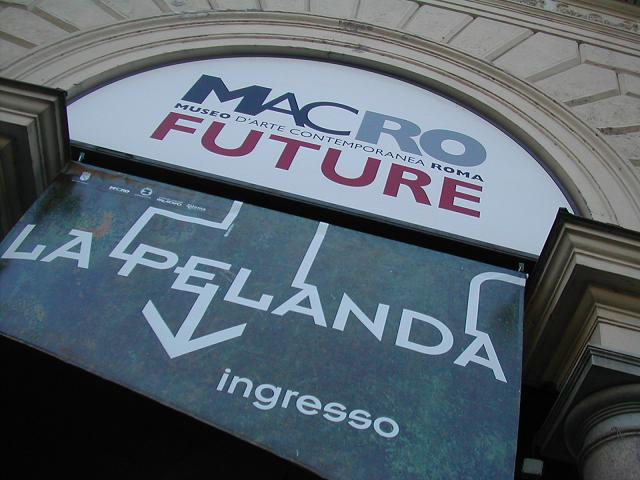 MACRO
MUSEO D'ARTE CONTEMPORANEA ROMA
FUTURE
LA PELANDA
ingresso